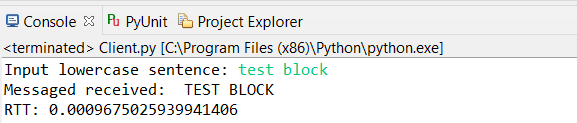 Console PyUnit Project Explorer
<terminated> Client.py [C:\Program Files (x86)\Python\python.exe]
Input lowercase sentence: test block
Messaged received:  TEST BLOCK
RTT: 0.0009675025939941406